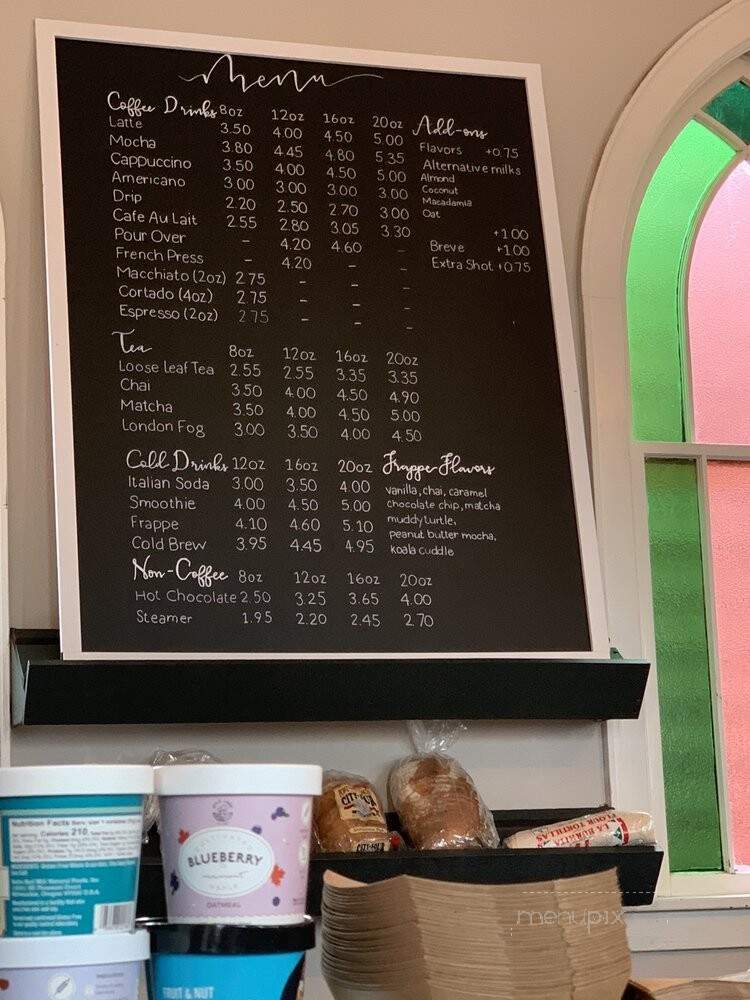 menu
Coffee Drinks 8oz 12oz 16oz 20oz
Latte 3.50 4.00 4.50 5.00
Mocha 3.80 4.45 4.80 5.35
Cappuccino 3.50 4.00 4.50 5.00
Americano 3.00 3.00 3.00 3.00
Drip 2.20 2.50 2.70 3.00
Cafe Au Lait 2.55 2.80 3.05 3.30
Pour Over - 4.20 4.60 -
French Press - 4.20 - -
Macchiato (2oz) 2.75 - - -
Cortado (4oz) 2.75 - - -
Espresso (2oz) 2.75 - - -
Add-ons
Flavors +0.75
Alternative milks
Almond
Coconut
Macadamia
Oat
+1.00
Breve +1.00
Extra Shot +0.75
Tea 8oz 12oz 16oz 20oz
Loose Leaf Tea 2.55 2.55 3.35 3.35
Chai 3.50 4.00 4.50 4.90
Matcha 3.50 4.00 4.50 5.00
London Fog 3.00 3.50 4.00 4.50
Cold Drinks 12oz 16oz 20oz
Italian Soda 3.00 3.50 4.00
Smoothie 4.00 4.50 5.00
Frappe 4.10 4.60 5.10
Cold Brew 3.95 4.45 4.95
Frappe Flavors
vanilla, chai, caramel
chocolate chip, matcha
muddy turtle,
peanut butter mocha,
koala cuddle
Non-Coffee 8oz 12oz 16oz 20oz
Hot Chocolate 2.50 3.25 3.65 4.00
Steamer 1.95 2.20 2.45 2.70
Nutrition Facts
Calories 210
BLUEBERRY
OATMEAL
FRUIT & NUT
LA BURRITA
FLOUR TORTILLAS
menupix